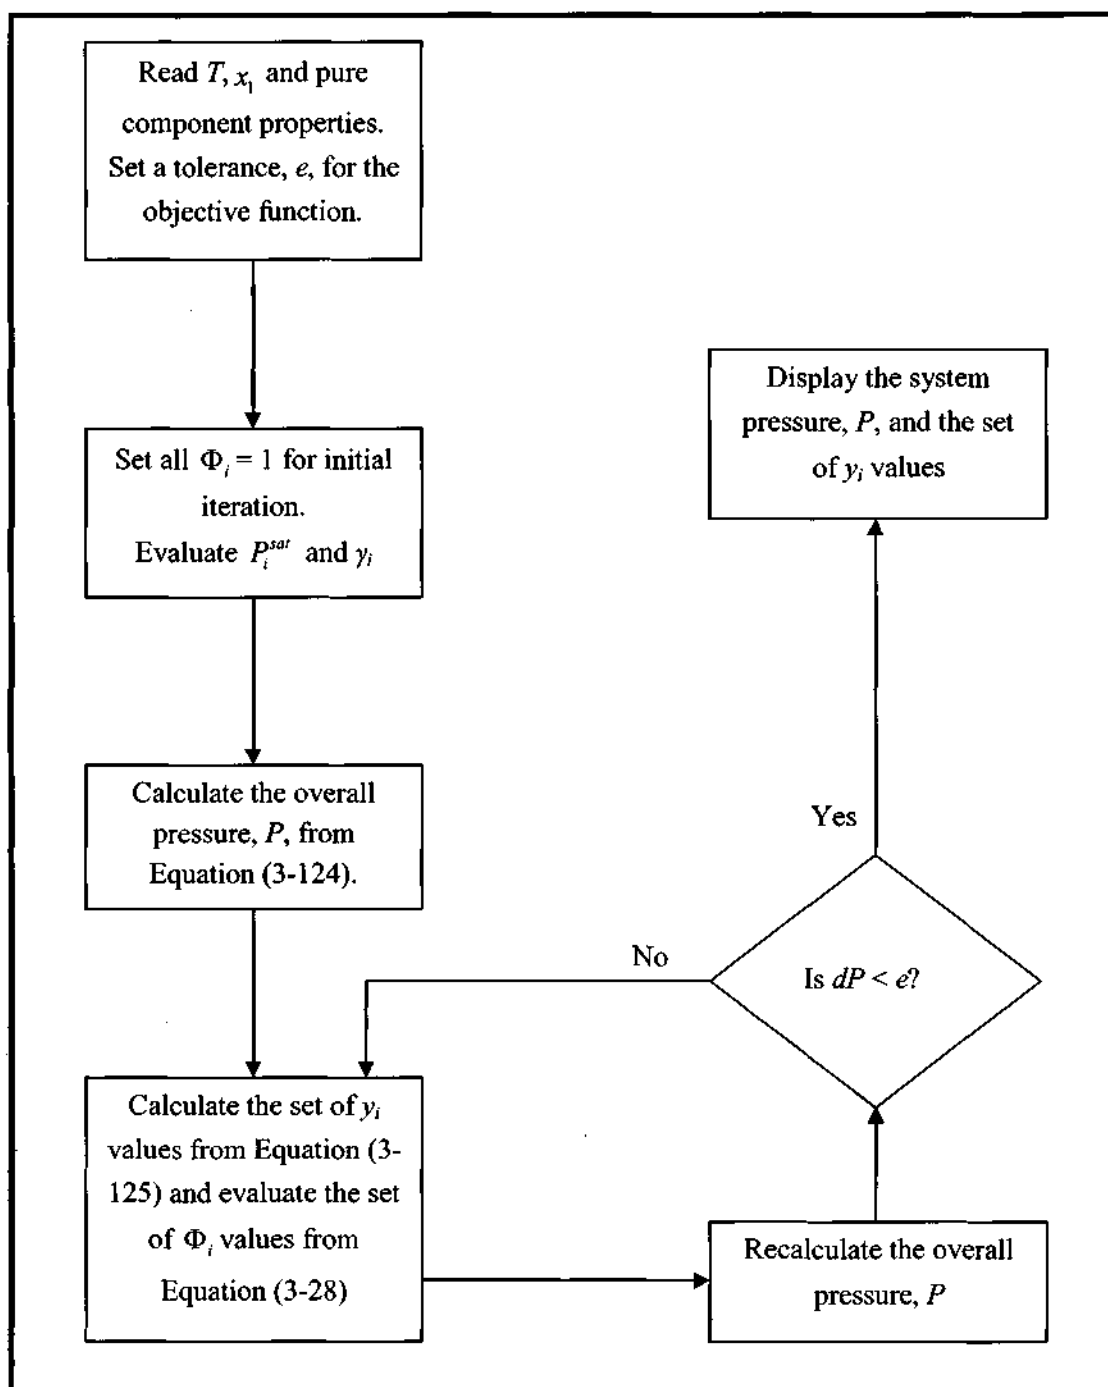 Read T, x₁ and pure
component properties.
Set a tolerance, e, for the
objective function.
Set all Φᵢ = 1 for initial
iteration.
Evaluate Pᵢˢᵃᵗ and γᵢ
Calculate the overall
pressure, P, from
Equation (3-124).
Calculate the set of yᵢ
values from Equation (3-
125) and evaluate the set
of Φᵢ values from
Equation (3-28)
Recalculate the overall
pressure, P
Is dP < e?
No
Yes
Display the system
pressure, P, and the set
of yᵢ values